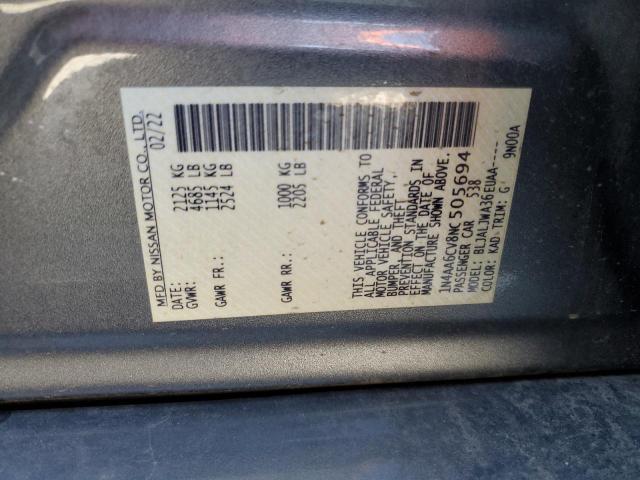 MFD BY NISSAN MOTOR CO., LTD.
DATE: 02/22
GVWR: 2125 KG
4685 LB
GAWR FR: 1145 KG
2524 LB
GAWR RR: 1000 KG
2205 LB
THIS VEHICLE CONFORMS TO
ALL APPLICABLE FEDERAL
MOTOR VEHICLE SAFETY,
BUMPER, AND THEFT
PREVENTION STANDARDS IN
EFFECT ON THE DATE OF
MANUFACTURE SHOWN ABOVE.
1N4AA6CV8NC505694
PASSENGER CAR 538
MODEL: BLJALJWA36EUAA----
COLOR: KAD TRIM: G 9N00A